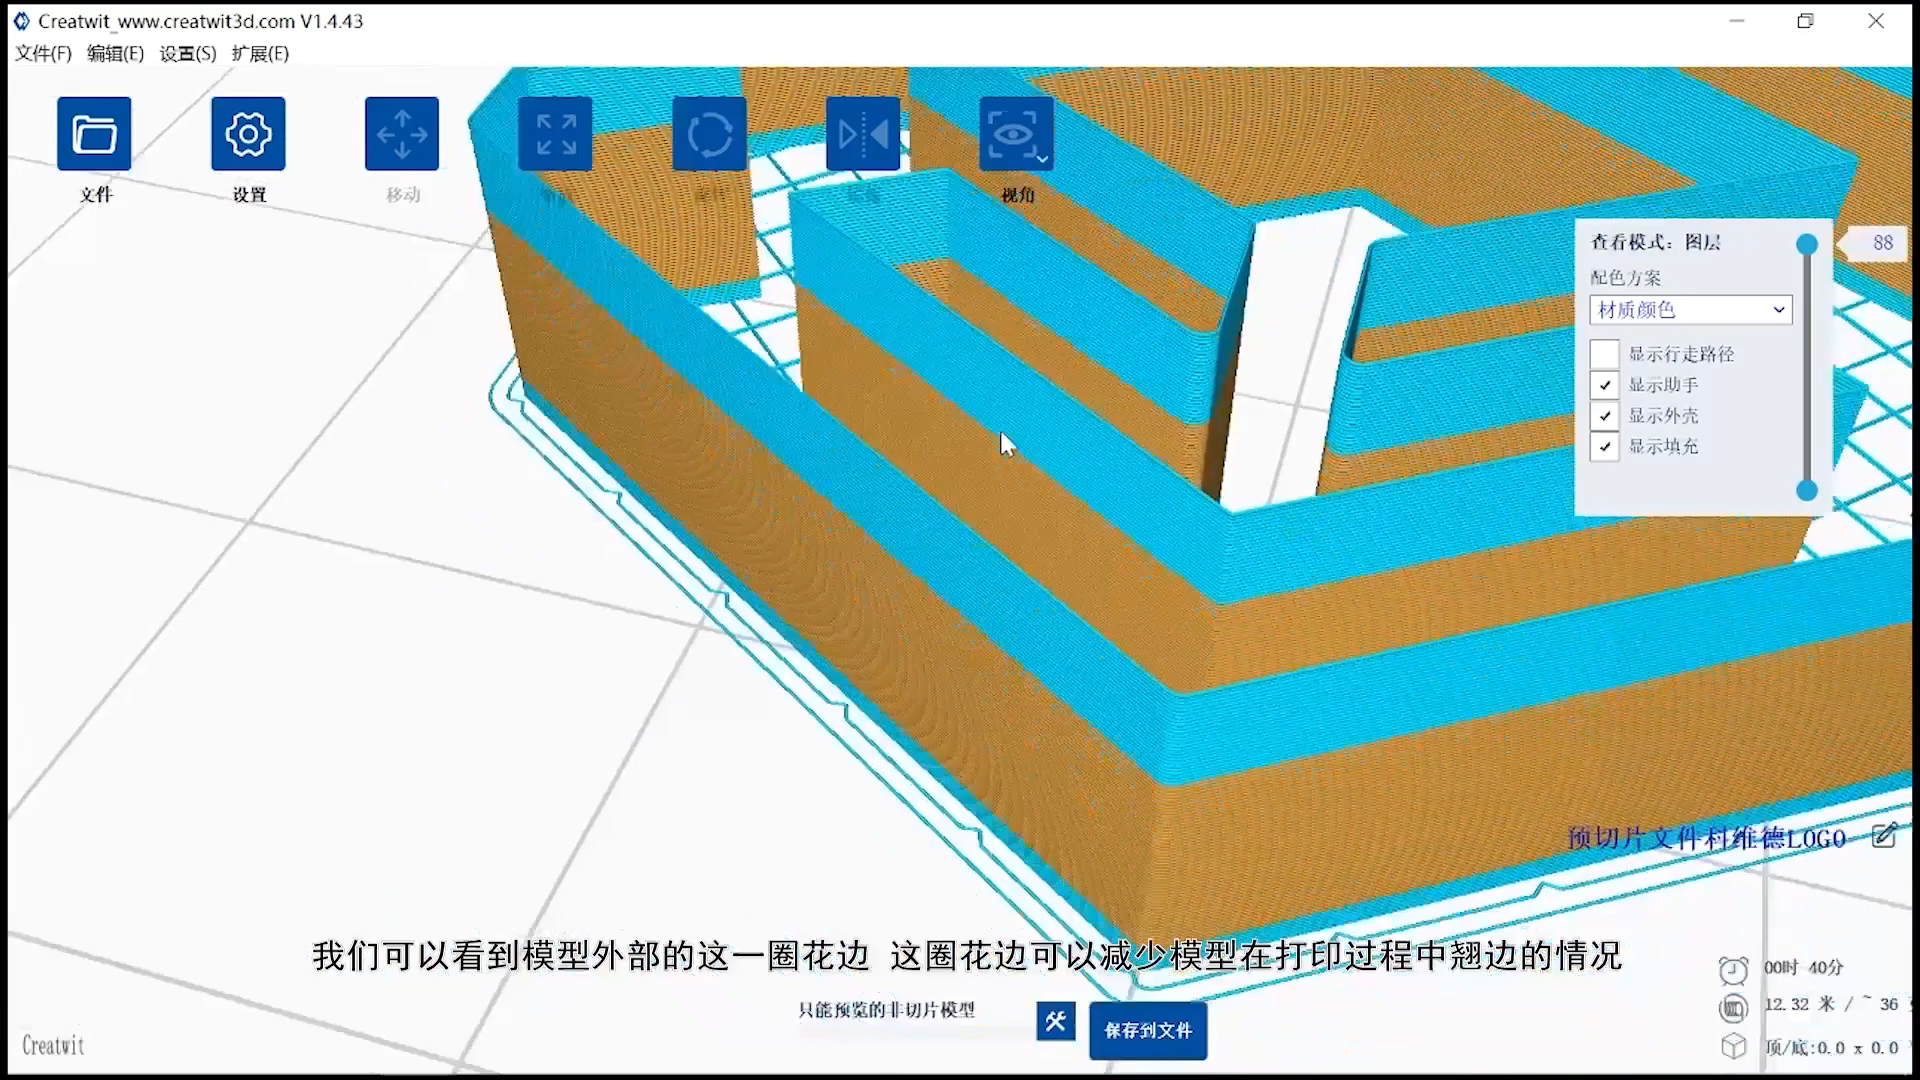 Creatwit_www.creatwit3d.com V1.4.43
文件(F) 编辑(E) 设置(S) 扩展(E)
文件
设置
移动
视角
查看模式: 图层
88
配色方案
材质颜色
显示行走路径
显示助手
显示外壳
显示填充
预切片文件科维德LOGO
我们可以看到模型外部的这一圈花边 这圈花边可以减少模型在打印过程中翘边的情况
00时 40分
只能预览的非切片模型
12.32 米 / ~ 36
保存到文件
Creatwit
顶/底:0.0 x 0.0